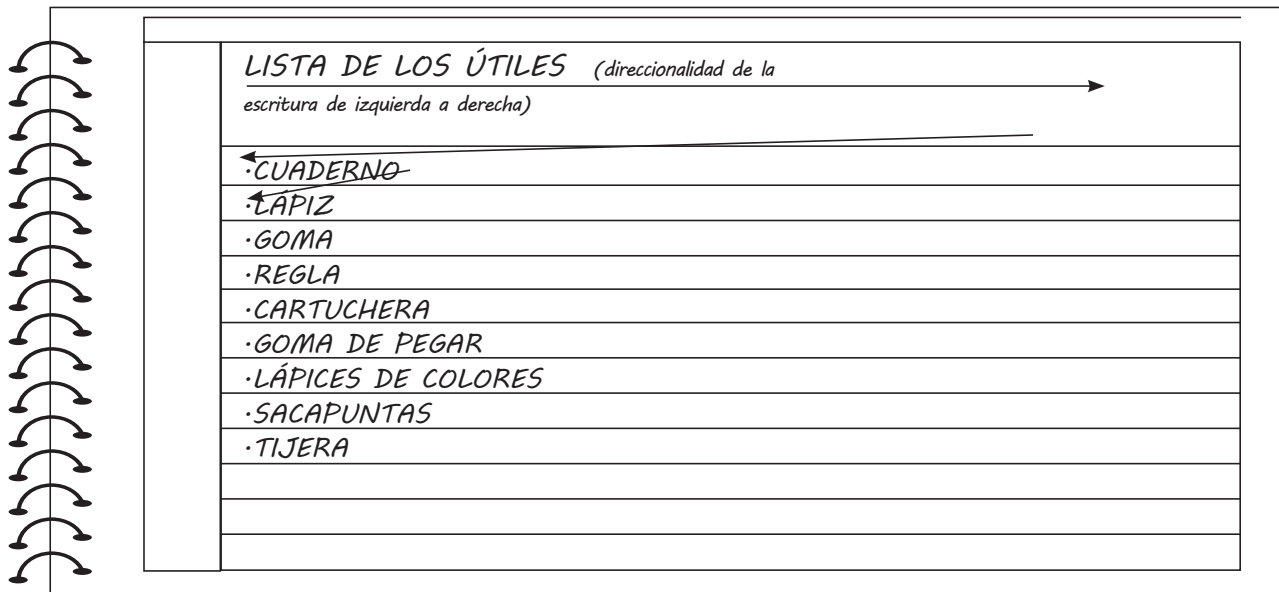 LISTA DE LOS ÚTILES (direccionalidad de la
escritura de izquierda a derecha)
·CUADERNO
·LÁPIZ
·GOMA
·REGLA
·CARTUCHERA
·GOMA DE PEGAR
·LÁPICES DE COLORES
·SACAPUNTAS
·TIJERA